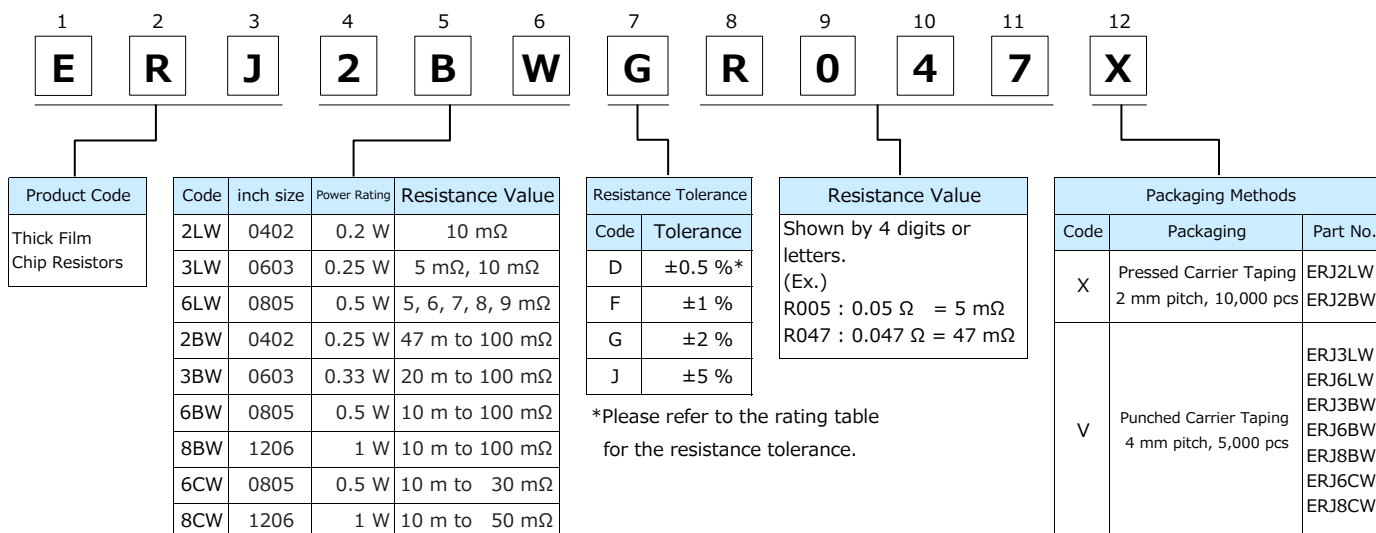 1 2 3 4 5 6 7 8 9 10 11 12
E R J 2 B W G R 0 4 7 X
Product Code
Thick Film
Chip Resistors
Code inch size Power Rating Resistance Value
2LW 0402 0.2 W 10 mΩ
3LW 0603 0.25 W 5 mΩ, 10 mΩ
6LW 0805 0.5 W 5, 6, 7, 8, 9 mΩ
2BW 0402 0.25 W 47 m to 100 mΩ
3BW 0603 0.33 W 20 m to 100 mΩ
6BW 0805 0.5 W 10 m to 100 mΩ
8BW 1206 1 W 10 m to 100 mΩ
6CW 0805 0.5 W 10 m to 30 mΩ
8CW 1206 1 W 10 m to 50 mΩ
Resistance Tolerance
Code Tolerance
D ±0.5 %*
F ±1 %
G ±2 %
J ±5 %
*Please refer to the rating table
for the resistance tolerance.
Resistance Value
Shown by 4 digits or
letters.
(Ex.)
R005 : 0.05 Ω = 5 mΩ
R047 : 0.047 Ω = 47 mΩ
Packaging Methods
Code Packaging Part No.
X Pressed Carrier Taping 2 mm pitch, 10,000 pcs ERJ2LW
ERJ2BW
V Punched Carrier Taping 4 mm pitch, 5,000 pcs ERJ3LW
ERJ6LW
ERJ3BW
ERJ6BW
ERJ8BW
ERJ6CW
ERJ8CW